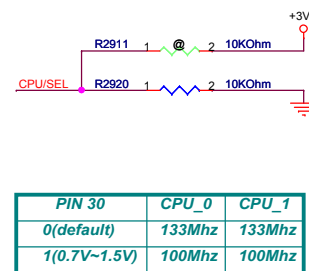 +3V
R2911 1 @ 2 10KOhm
CPU/SEL R2920 1 2 10KOhm
PIN 30 CPU_0 CPU_1
0(default) 133Mhz 133Mhz
1(0.7V~1.5V) 100Mhz 100Mhz